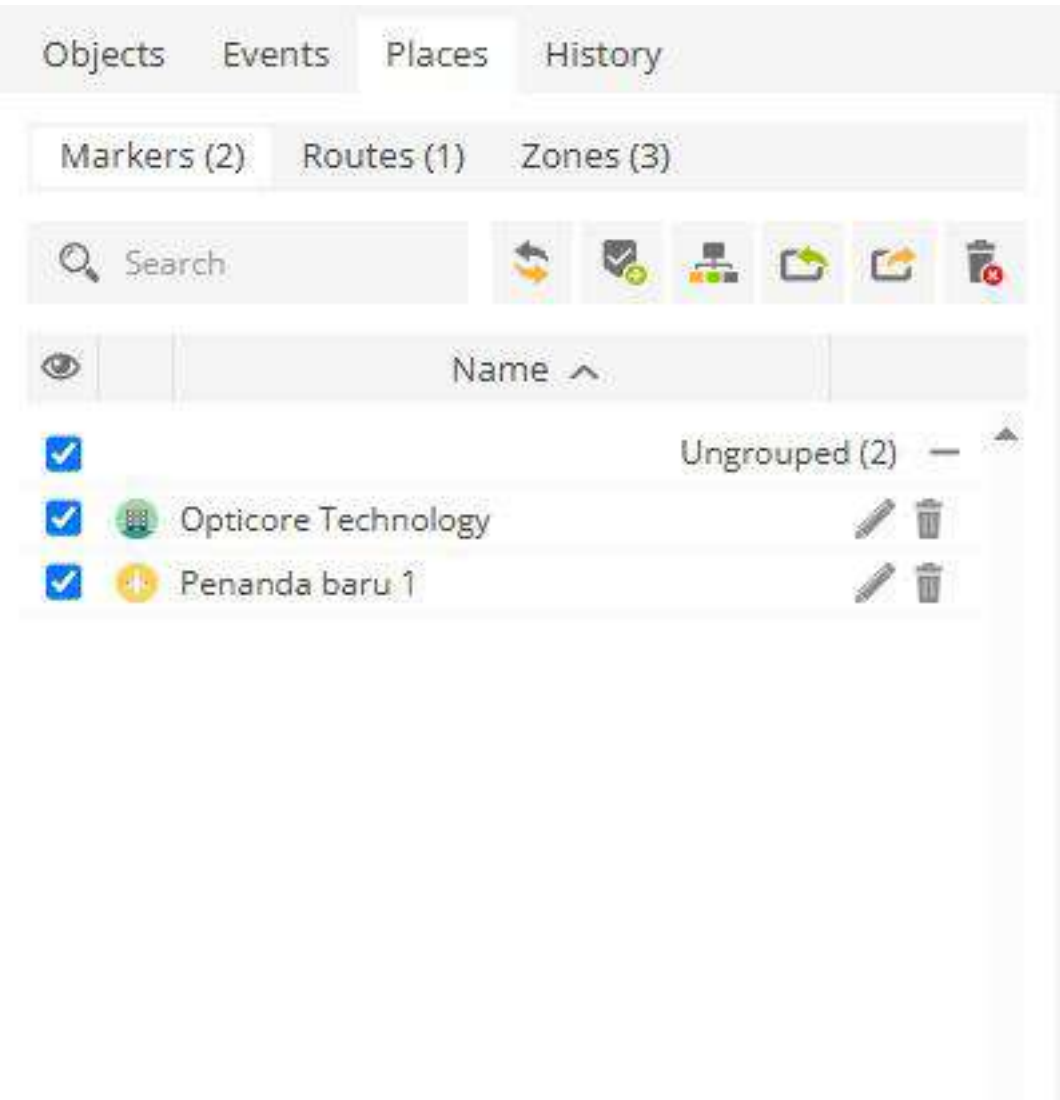 Objects Events Places History
Markers (2) Routes (1) Zones (3)
Search
Name
Ungrouped (2)
Opticore Technology
Penanda baru 1